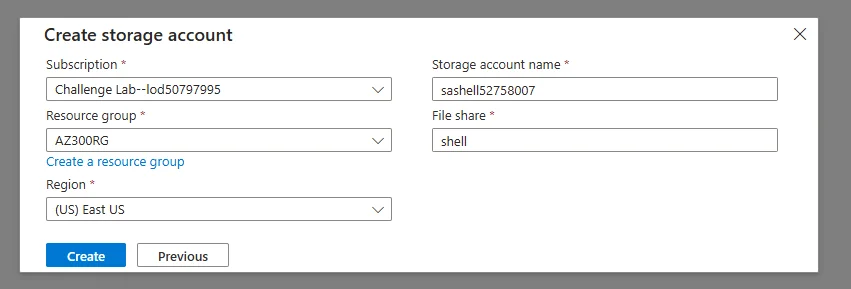 Create storage account
Subscription *
Challenge Lab--lod50797995
Storage account name *
sashell52758007
Resource group *
AZ300RG
Create a resource group
File share *
shell
Region *
(US) East US
Create
Previous